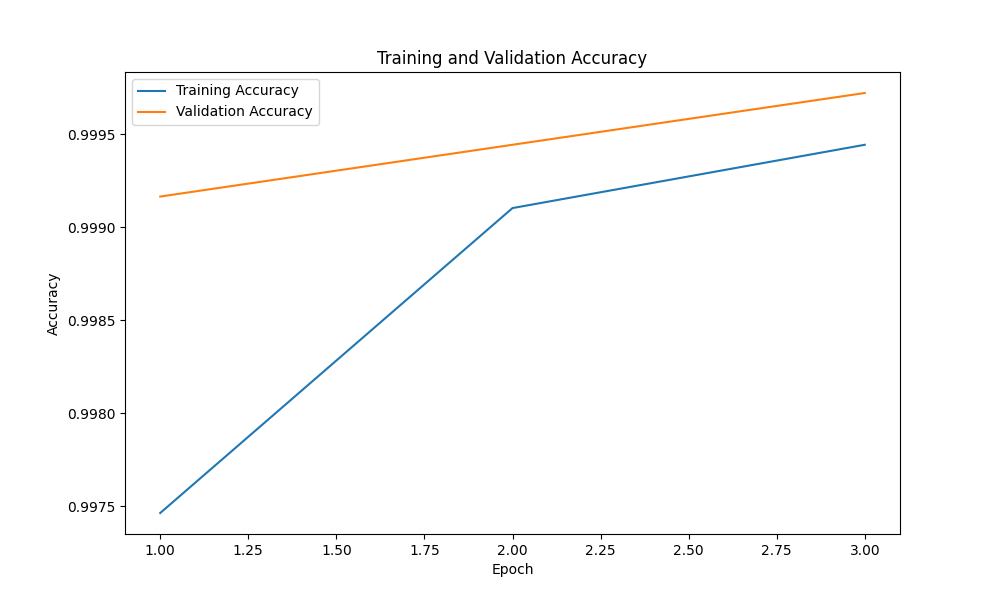 Training and Validation Accuracy
Training Accuracy
Validation Accuracy
0.9995
0.9990
0.9985
0.9980
0.9975
Accuracy
1.00 1.25 1.50 1.75 2.00 2.25 2.50 2.75 3.00
Epoch